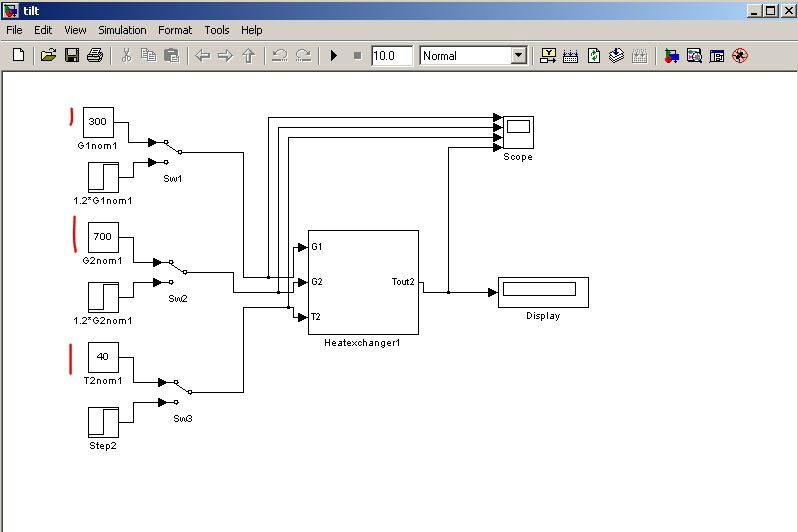 tilt
File Edit View Simulation Format Tools Help
10.0 Normal
300
G1nom1
Sw1
1.2*G1nom1
Scope
700
G2nom1
Sw2
1.2*G2nom1
G1
G2
T2
Tout2
Heatexchanger1
Display
40
T2nom1
Sw3
Step2